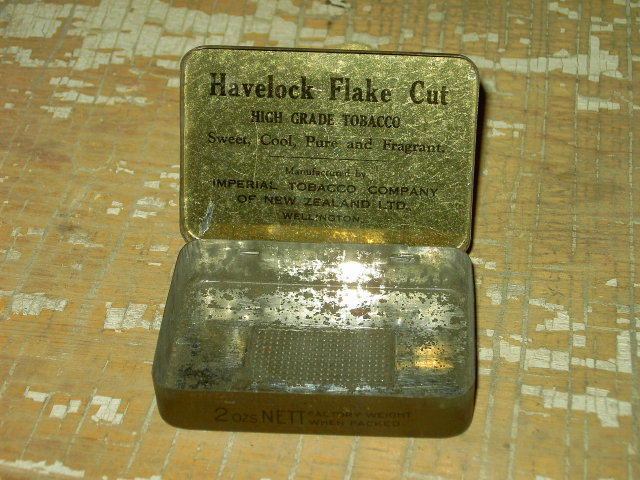 Havelock Flake Cut
HIGH GRADE TOBACCO
Sweet, Cool, Pure and Fragrant.
Manufactured by
IMPERIAL TOBACCO COMPANY
OF NEW ZEALAND LTD.
WELLINGTON.
2 OZS NETT FACTORY WEIGHT
WHEN PACKED